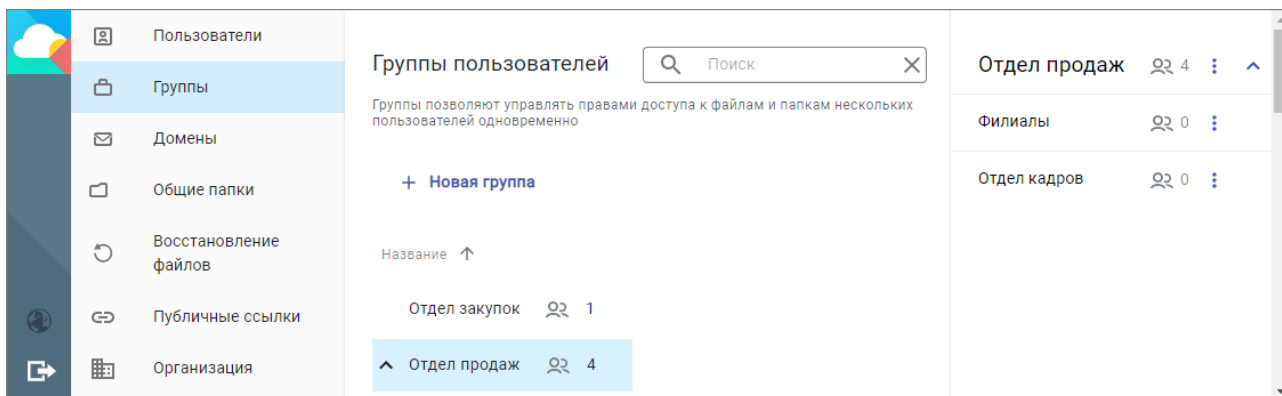 Пользователи
Группы
Домены
Общие папки
Восстановление
файлов
Публичные ссылки
Организация
Группы пользователей
Поиск
Группы позволяют управлять правами доступа к файлам и папкам нескольких
пользователей одновременно
+ Новая группа
Название
Отдел закупок 1
Отдел продаж 4
Отдел продаж 4
Филиалы 0
Отдел кадров 0